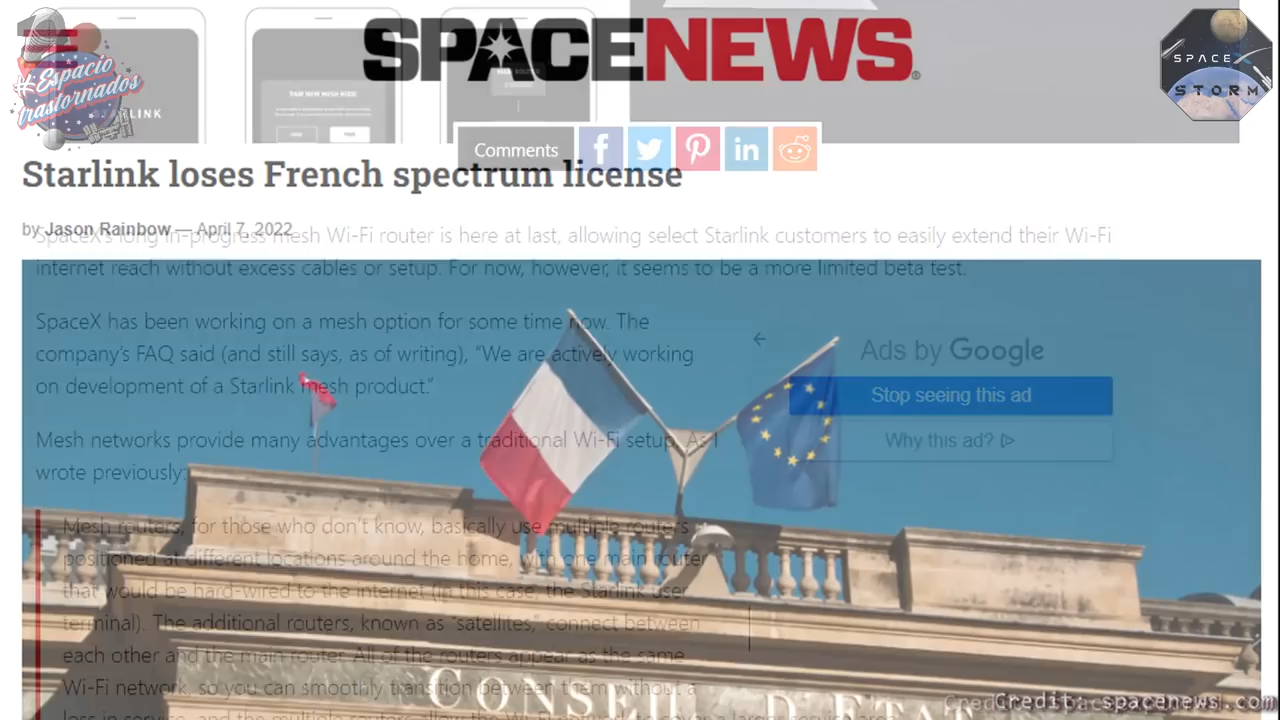 SPACENEWS
#Espacio
trastornados
LINK
SPACE X
STORM
Comments
Starlink loses French spectrum license
by Jason Rainbow — April 7, 2022
SpaceX's long in-progress mesh Wi-Fi router is here at last, allowing select Starlink customers to easily extend their Wi-Fi
internet reach without excess cables or setup. For now, however, it seems to be a more limited beta test.
SpaceX has been working on a mesh option for some time now. The
company's FAQ said (and still says, as of writing), “We are actively working
on development of a Starlink mesh product.”
Ads by Google
Stop seeing this ad
Why this ad?
Mesh networks provide many advantages over a traditional Wi-Fi setup. As I
wrote previously:
Mesh routers, for those who don't know, basically use multiple routers
positioned at different locations around the home, with one main router
that would be hard-wired to the internet (in this case, the Starlink user
terminal). The additional routers, known as “satellites,” connect between
each other and the main router. All of the routers appear as the same
Wi-Fi network, so you can smoothly transition between them without a
CONSEIL D'ETAT
Credit: spacenews.com